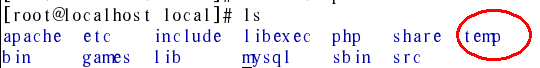 [root@localhost local]# ls
apache etc include libexec php share temp
bin games lib mysql sbin src